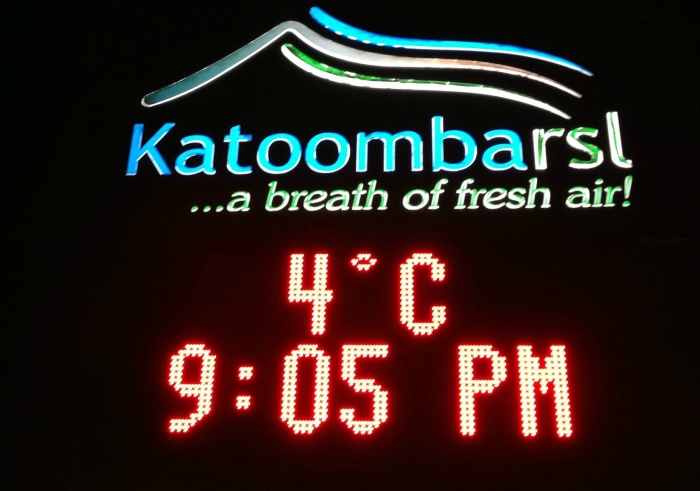 Katoombarsl
...a breath of fresh air!
4°C
9:05 PM